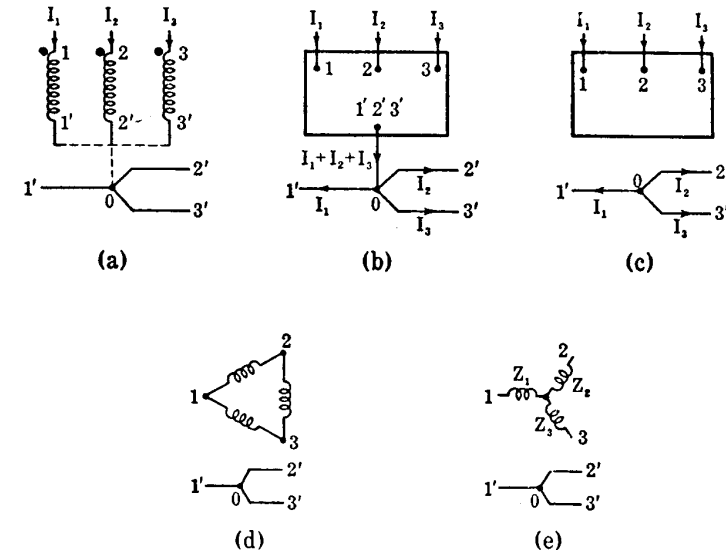 I₁ I₂ I₃
1 2 3
1' 2' 3'
1' 0 2'
3'
(a)
I₁ I₂ I₃
1 2 3
1' 2' 3'
I₁+I₂+I₃
1' I₁ 0 I₂ 2'
I₃ 3'
(b)
I₁ I₂ I₃
1 2 3
1' I₁ 0 I₂ 2
I₃ 3'
(c)
2
1
3
1' 0 2'
3'
(d)
2
1 Z₁ Z₂
Z₃ 3
1' 0 2'
3'
(e)